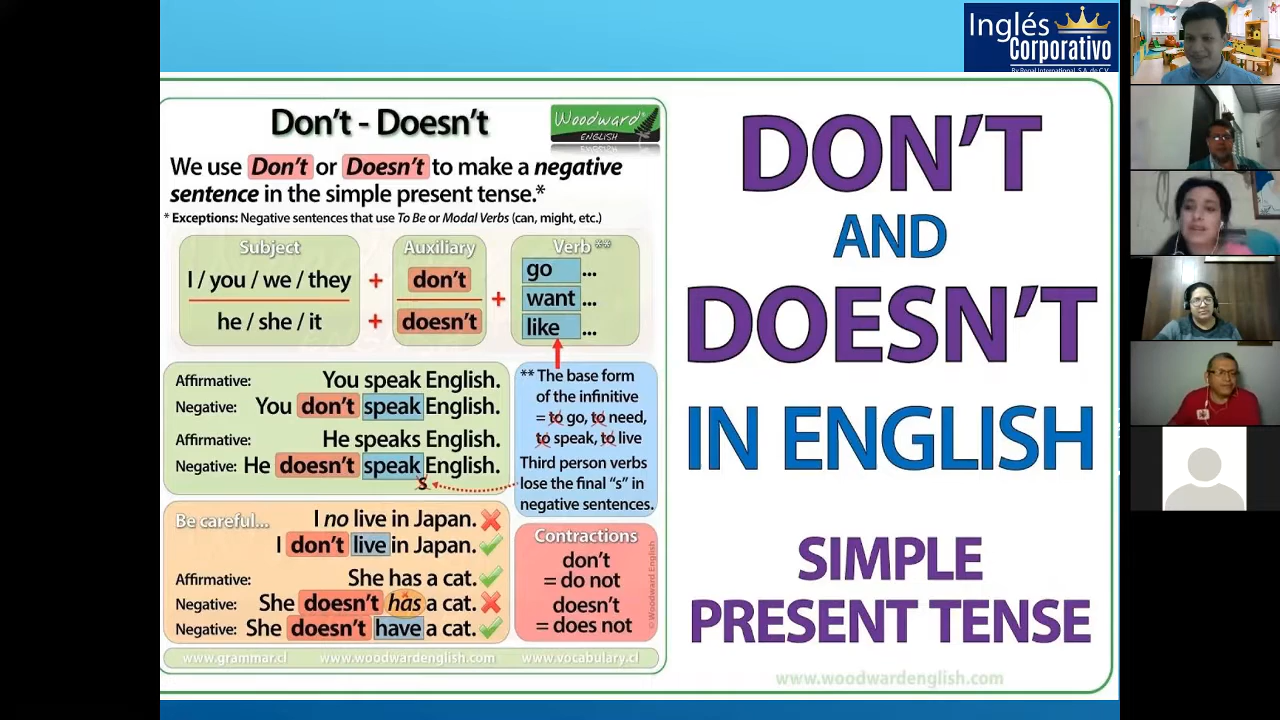 Inglés
Corporativo
By Renal International, S.A. de C.V.
Don't - Doesn't
Woodward
ENGLISH
We use Don't or Doesn't to make a negative
sentence in the simple present tense.*
* Exceptions: Negative sentences that use To Be or Modal Verbs (can, might, etc.)
Subject
Auxiliary
Verb **
I / you / we / they + don't
he / she / it + doesn't
+
go ...
want ...
like ...
Affirmative: You speak English.
Negative: You don't speak English.
Affirmative: He speaks English.
Negative: He doesn't speak English.
s
** The base form
of the infinitive
= to go, to need,
to speak, to live
Third person verbs
lose the final "s" in
negative sentences.
Be careful...
I no live in Japan.
I don't live in Japan.
Affirmative: She has a cat.
Negative: She doesn't has a cat.
Negative: She doesn't have a cat.
Contractions
don't
= do not
doesn't
= does not
© Woodward English
www.grammar.cl www.woodwardenglish.com www.vocabulary.cl
DON'T
AND
DOESN'T
IN ENGLISH
SIMPLE
PRESENT TENSE
www.woodwardenglish.com